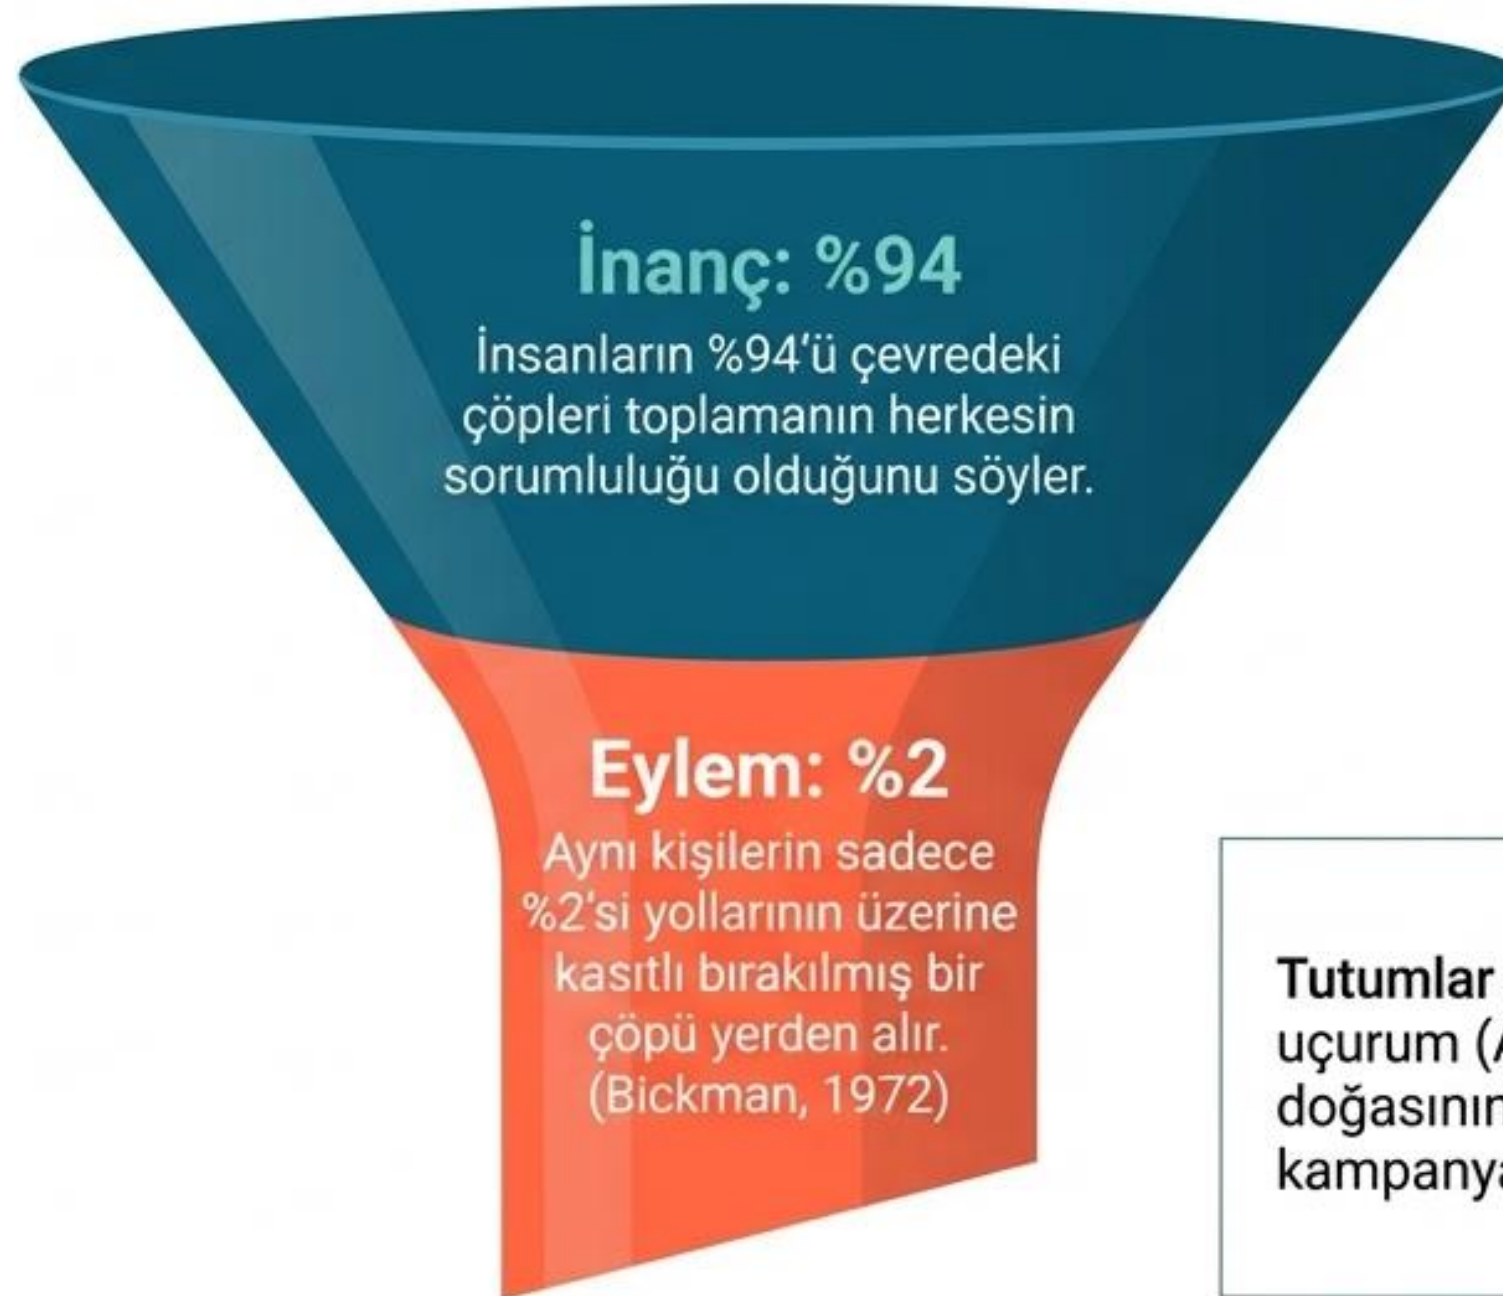 İnanç: %94
İnsanların %94'ü çevredeki
çöpleri toplamanın herkesin
sorumluluğu olduğunu söyler.
Eylem: %2
Aynı kişilerin sadece
%2'si yollarının üzerine
kasıtlı bırakılmış bir
çöpü yerden alır.
(Bickman, 1972)
Tutumlar
uçurum (
doğasının
kampanya